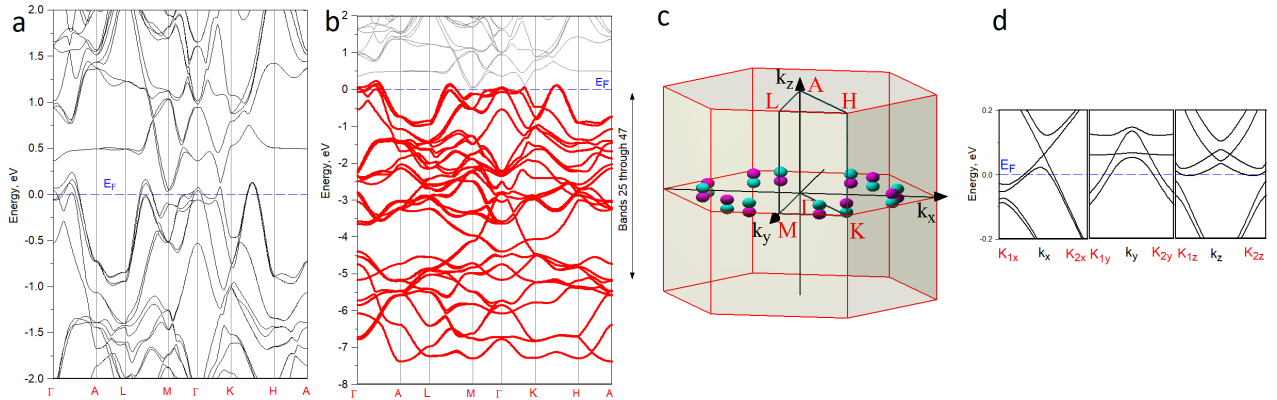 a
Energy, eV
2.0
1.5
1.0
0.5
0.0
-0.5
-1.0
-1.5
-2.0
E_F
Γ A L M Γ K H A
b
Energy, eV
2
1
0
-1
-2
-3
-4
-5
-6
-7
-8
E_F
Bands 25 through 47
Γ A L M Γ K H A
c
k_z A
L H
Γ
k_x
k_y M K
d
Energy, eV
0.2
0.0
-0.2
E_F
K_1x k_x K_2x K_1y k_y K_2y K_1z k_z K_2z